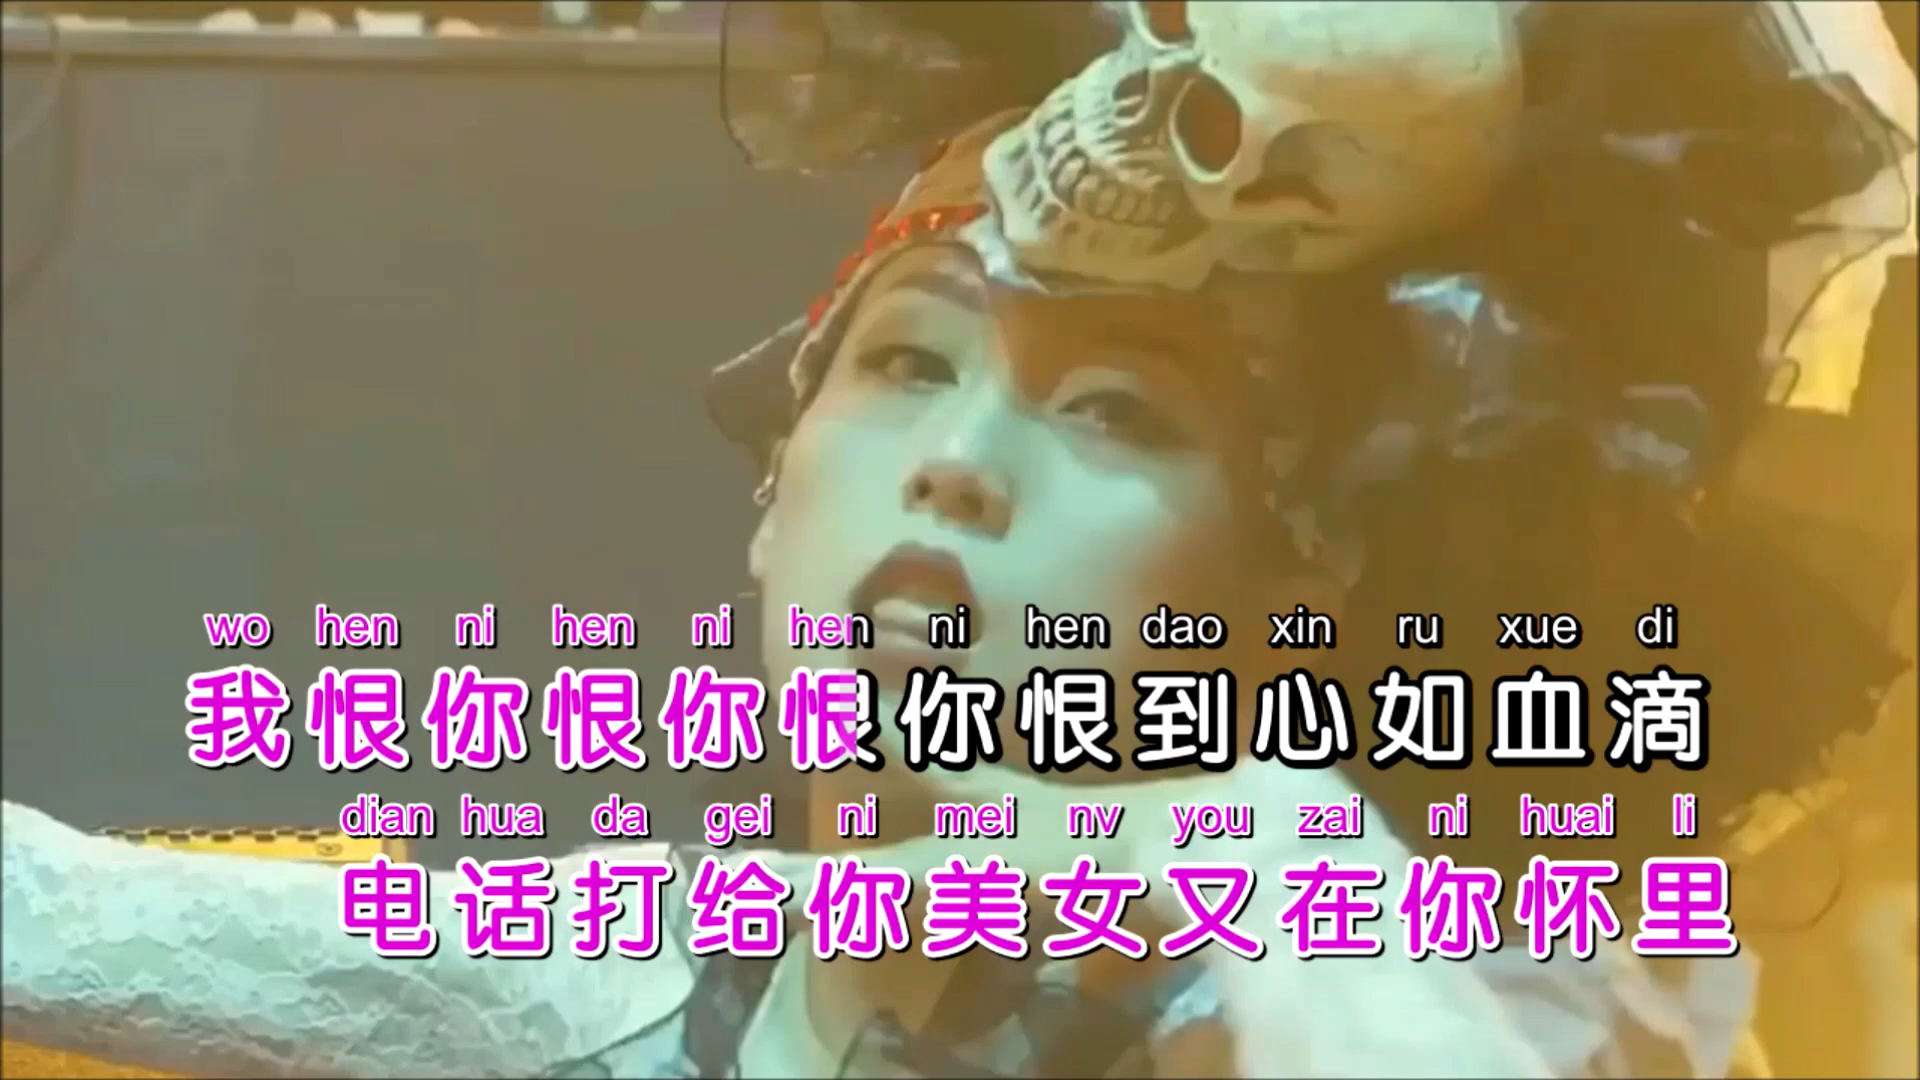 wo hen ni hen ni hen ni hen dao xin ru xue di
我恨你恨你恨你恨到心如血滴
dian hua da gei ni mei nv you zai ni huai li
电话打给你美女又在你怀里